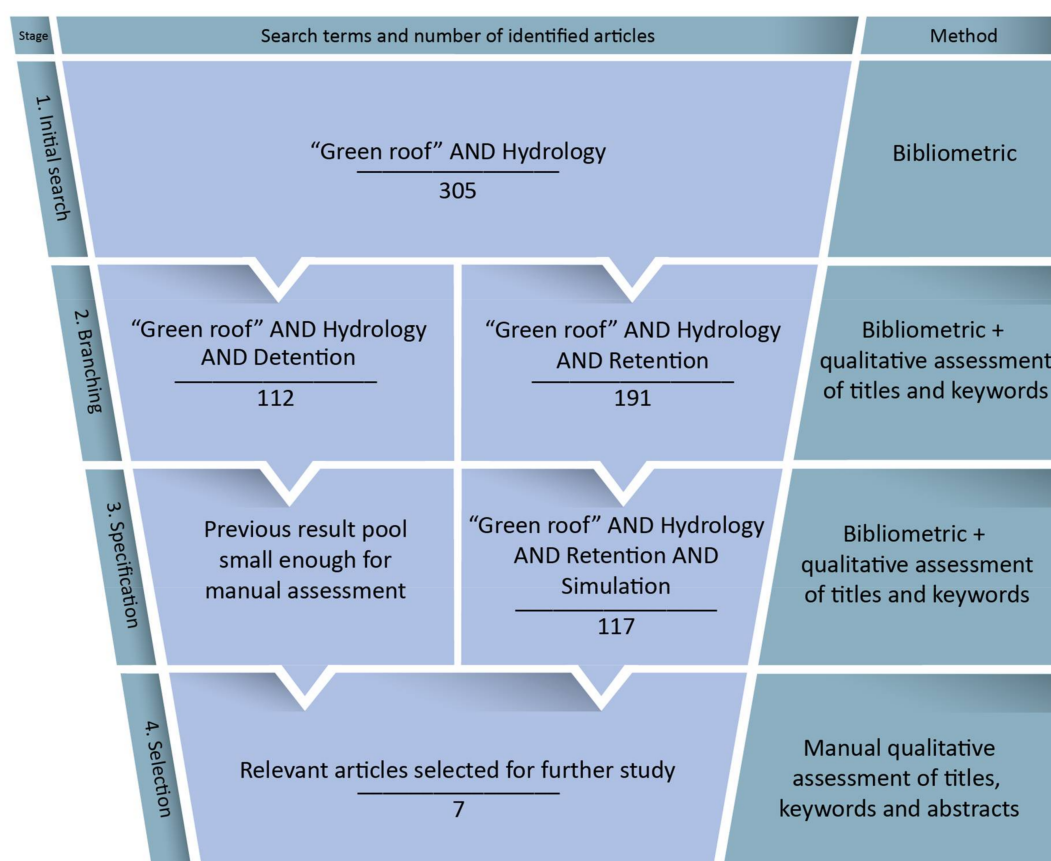 Stage
Search terms and number of identified articles
Method
1. Initial search
“Green roof” AND Hydrology
305
Bibliometric
2. Branching
“Green roof” AND Hydrology
AND Detention
112
“Green roof” AND Hydrology
AND Retention
191
Bibliometric +
qualitative assessment
of titles and keywords
3. Specification
Previous result pool
small enough for
manual assessment
“Green roof” AND Hydrology
AND Retention AND
Simulation
117
Bibliometric +
qualitative assessment
of titles and keywords
4. Selection
Relevant articles selected for further study
7
Manual qualitative
assessment of titles,
keywords and abstracts